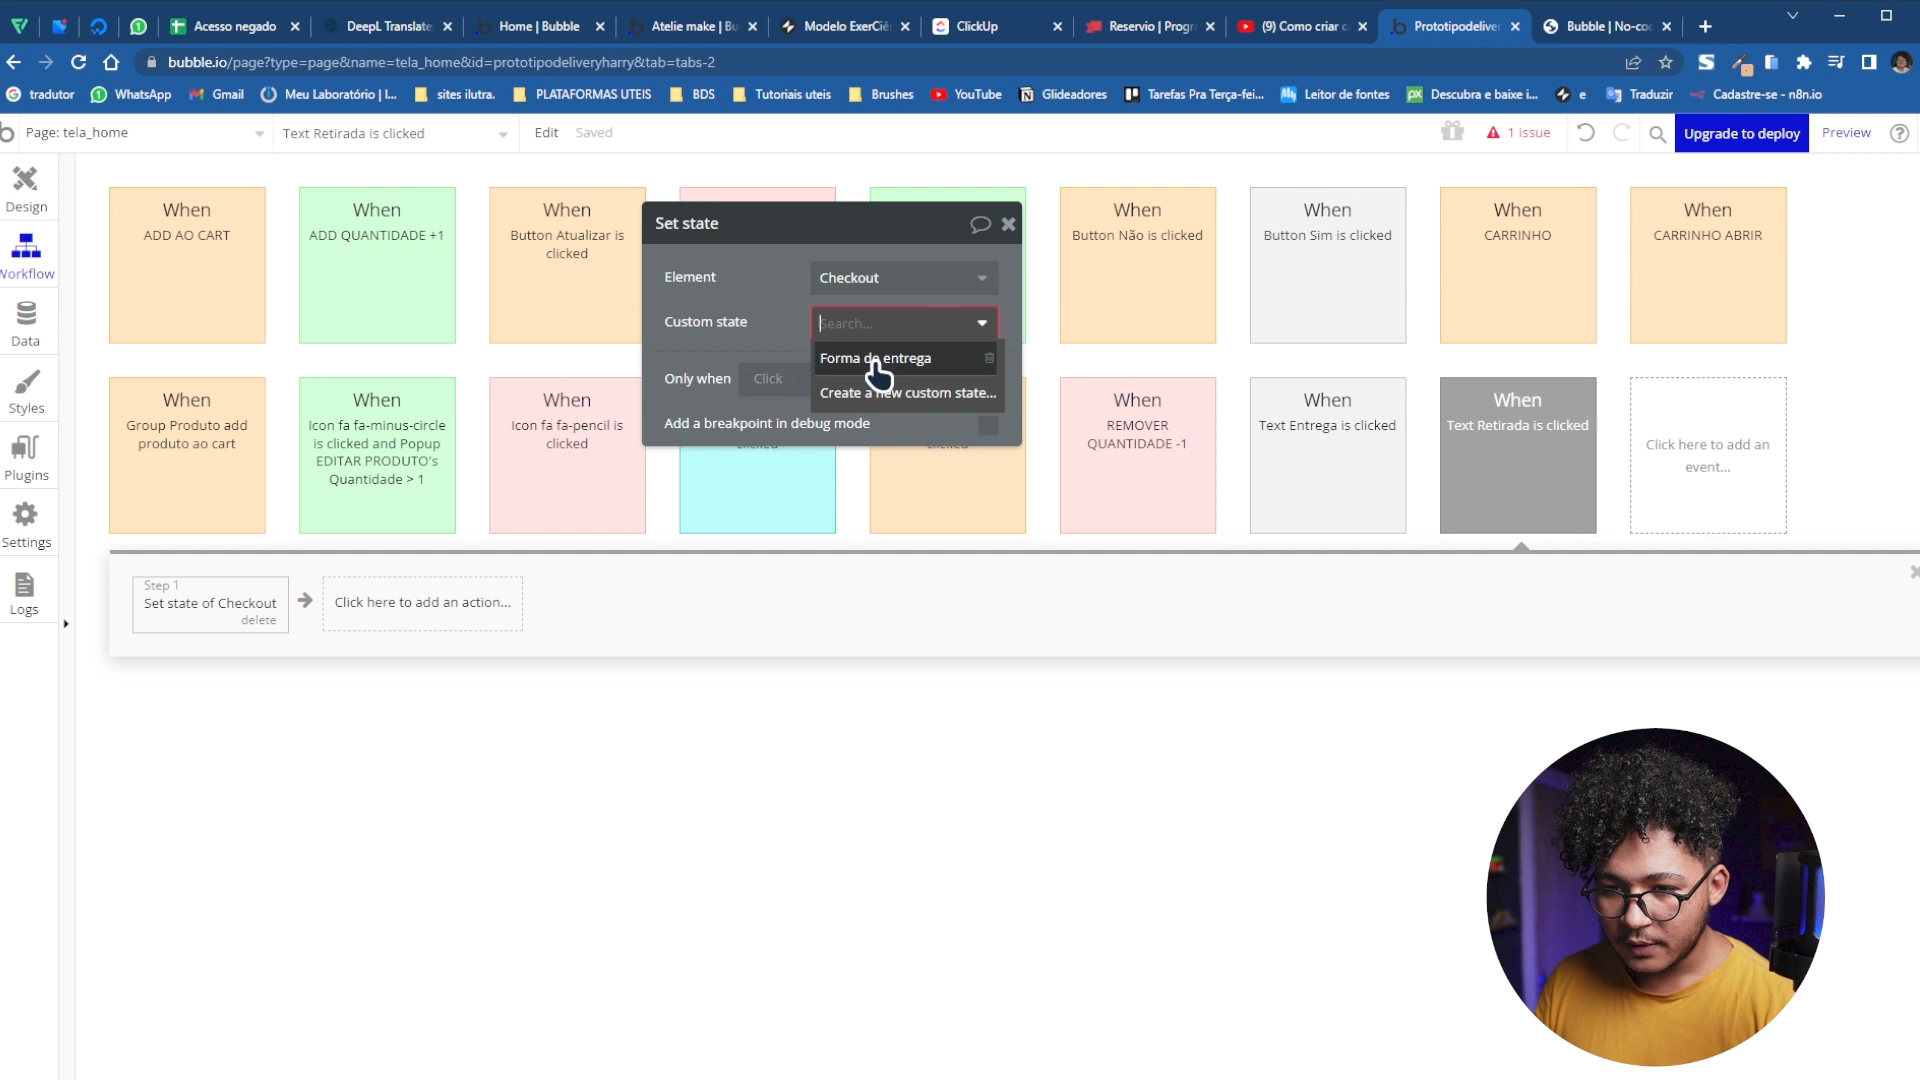 Acesso negado
DeepL Translate
Home | Bubble
Atelie make | Bu
Modelo ExerCiê
ClickUp
Reservio | Progr
(9) Como criar c
Prototipodeliver
Bubble | No-coc
bubble.io/page?type=page&name=tela_home&id=prototipodeliveryharry&tab=tabs-2
tradutor
WhatsApp
Gmail
Meu Laboratório | I...
sites ilutra.
PLATAFORMAS UTEIS
BDS
Tutoriais uteis
Brushes
YouTube
Glideadores
Tarefas Pra Terça-fei...
Leitor de fontes
Descubra e baixe i...
e
Traduzir
Cadastre-se - n8n.io
Page: tela_home
Text Retirada is clicked
Edit
Saved
1 issue
Upgrade to deploy
Preview
Design
Workflow
Data
Styles
Plugins
Settings
Logs
When
ADD AO CART
When
ADD QUANTIDADE +1
When
Button Atualizar is
clicked
When
Button Não is clicked
When
Button Sim is clicked
When
CARRINHO
When
CARRINHO ABRIR
Set state
Element
Checkout
Custom state
Search...
Forma de entrega
Create a new custom state...
Only when
Click
Add a breakpoint in debug mode
When
Group Produto add
produto ao cart
When
Icon fa fa-minus-circle
is clicked and Popup
EDITAR PRODUTO's
Quantidade > 1
When
Icon fa fa-pencil is
clicked
clicked
clicked
When
REMOVER
QUANTIDADE -1
When
Text Entrega is clicked
When
Text Retirada is clicked
Click here to add an
event...
Step 1
Set state of Checkout
delete
Click here to add an action...